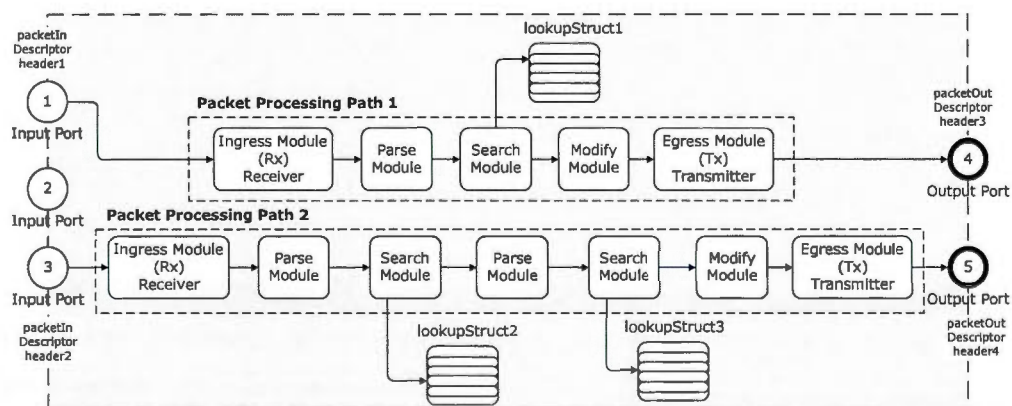 packetIn
Descriptor
header1
1
Input Port
2
Input Port
3
Input Port
packetIn
Descriptor
header2
lookupStruct1
Packet Processing Path 1
Ingress Module
(Rx)
Receiver
Parse
Module
Search
Module
Modify
Module
Egress Module
(Tx)
Transmitter
packetOut
Descriptor
header3
4
Output Port
Packet Processing Path 2
Ingress Module
(Rx)
Receiver
Parse
Module
Search
Module
Parse
Module
Search
Module
Modify
Module
Egress Module
(Tx)
Transmitter
5
Output Port
packetOut
Descriptor
header4
lookupStruct2
lookupStruct3